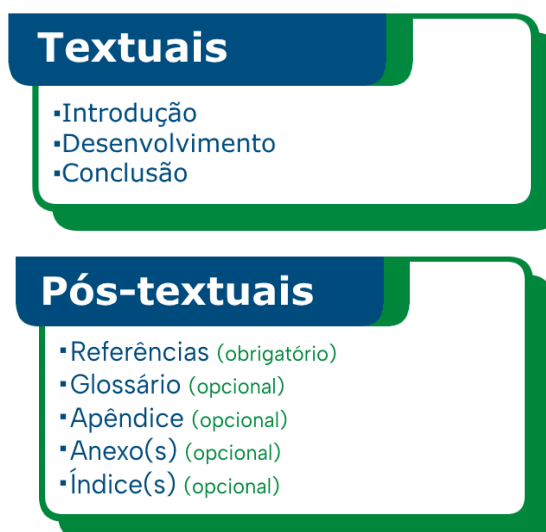 Textuais
▪Introdução
▪Desenvolvimento
▪Conclusão
Pós-textuais
▪Referências (obrigatório)
▪Glossário (opcional)
▪Apêndice (opcional)
▪Anexo(s) (opcional)
▪Índice(s) (opcional)